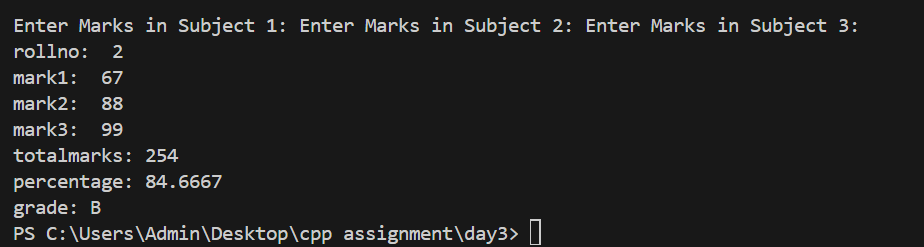 Enter Marks in Subject 1: Enter Marks in Subject 2: Enter Marks in Subject 3:
rollno:  2
mark1:  67
mark2:  88
mark3:  99
totalmarks: 254
percentage: 84.6667
grade: B
PS C:\Users\Admin\Desktop\cpp assignment\day3>